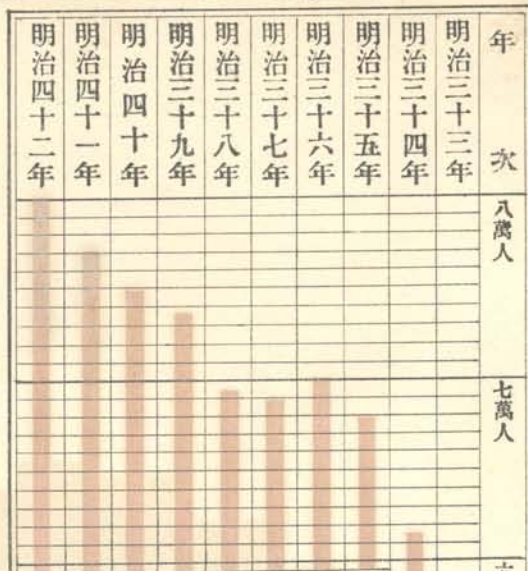 年次
明治三十三年
明治三十四年
明治三十五年
明治三十六年
明治三十七年
明治三十八年
明治三十九年
明治四十年
明治四十一年
明治四十二年
八萬人
七萬人